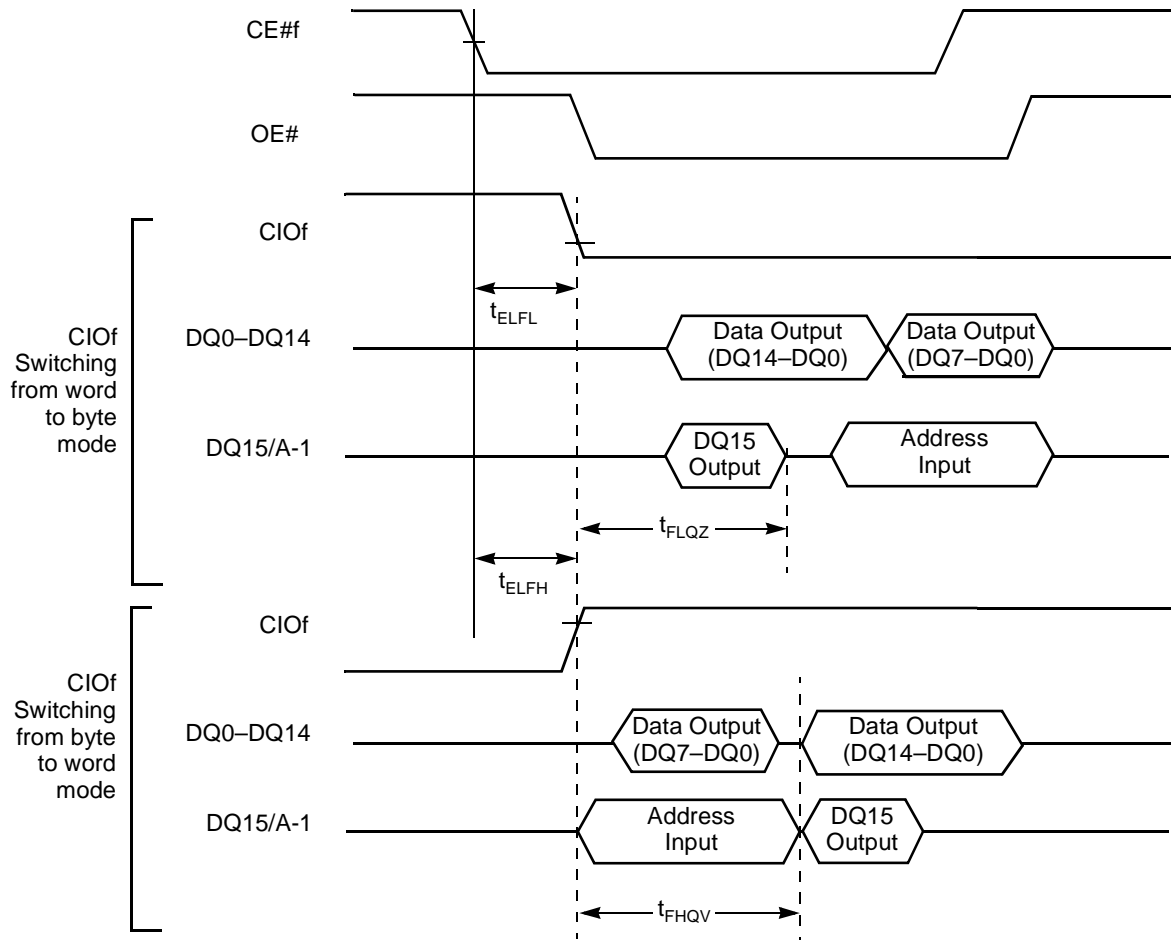 CE#f
OE#
CIOf
Switching
from word
to byte
mode
CIOf
tELFL
DQ0–DQ14
Data Output
(DQ14–DQ0)
Data Output
(DQ7–DQ0)
DQ15/A-1
DQ15
Output
Address
Input
tFLQZ
tELFH
CIOf
Switching
from byte
to word
mode
CIOf
DQ0–DQ14
Data Output
(DQ7–DQ0)
Data Output
(DQ14–DQ0)
DQ15/A-1
Address
Input
DQ15
Output
tFHQV